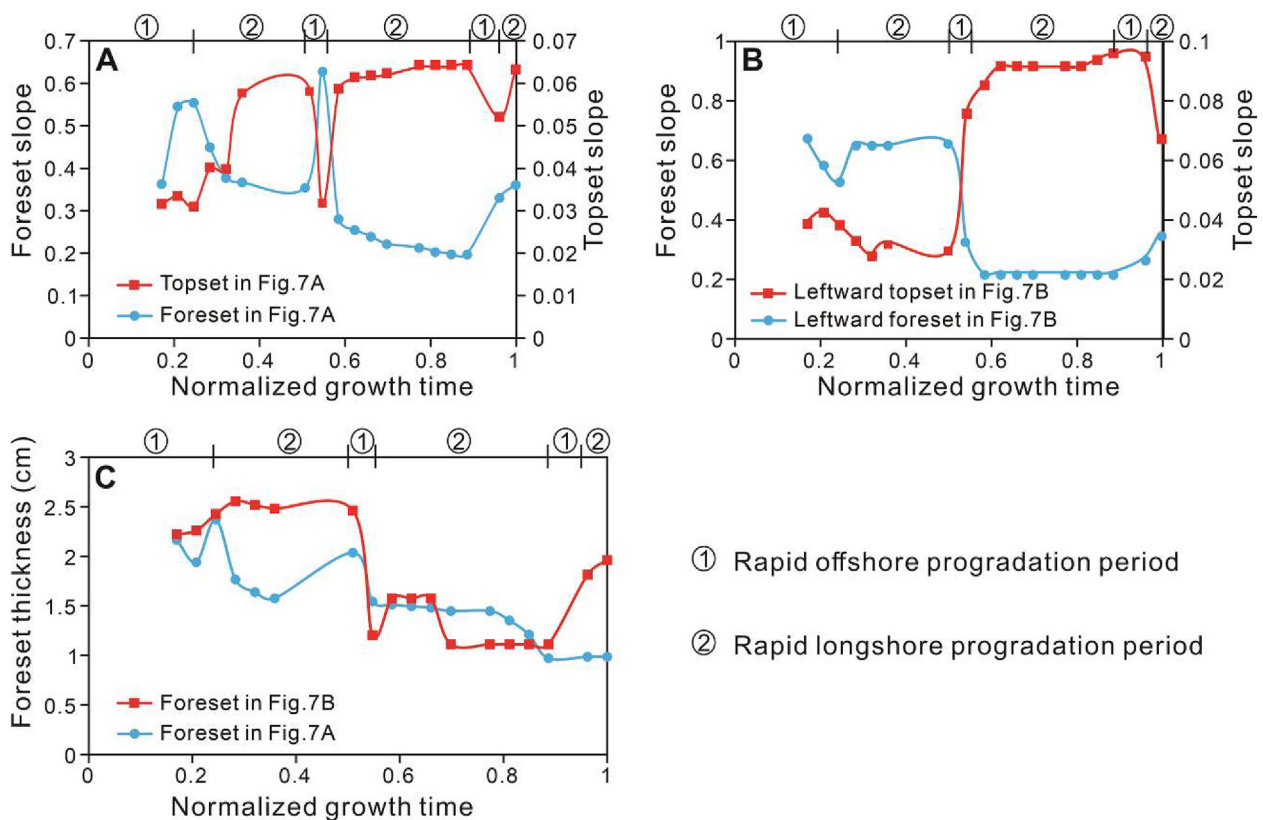 ① ② ① ② ① ②
0.7 A 0.07
0.6 0.06
0.5 0.05
0.4 0.04
0.3 0.03
0.2 0.02
0.1 0.01
0 0
Foreset slope
Topset slope
Topset in Fig.7A
Foreset in Fig.7A
0 0.2 0.4 0.6 0.8 1
Normalized growth time
① ② ① ② ① ②
1 B 0.1
0.8 0.08
0.6 0.06
0.4 0.04
0.2 0.02
0 0
Foreset slope
Topset slope
Leftward topset in Fig.7B
Leftward foreset in Fig.7B
0 0.2 0.4 0.6 0.8 1
Normalized growth time
① ② ① ② ① ②
3 C
2.5
2
1.5
1
0.5
0
Foreset thickness (cm)
Foreset in Fig.7B
Foreset in Fig.7A
0 0.2 0.4 0.6 0.8 1
Normalized growth time
① Rapid offshore progradation period
② Rapid longshore progradation period